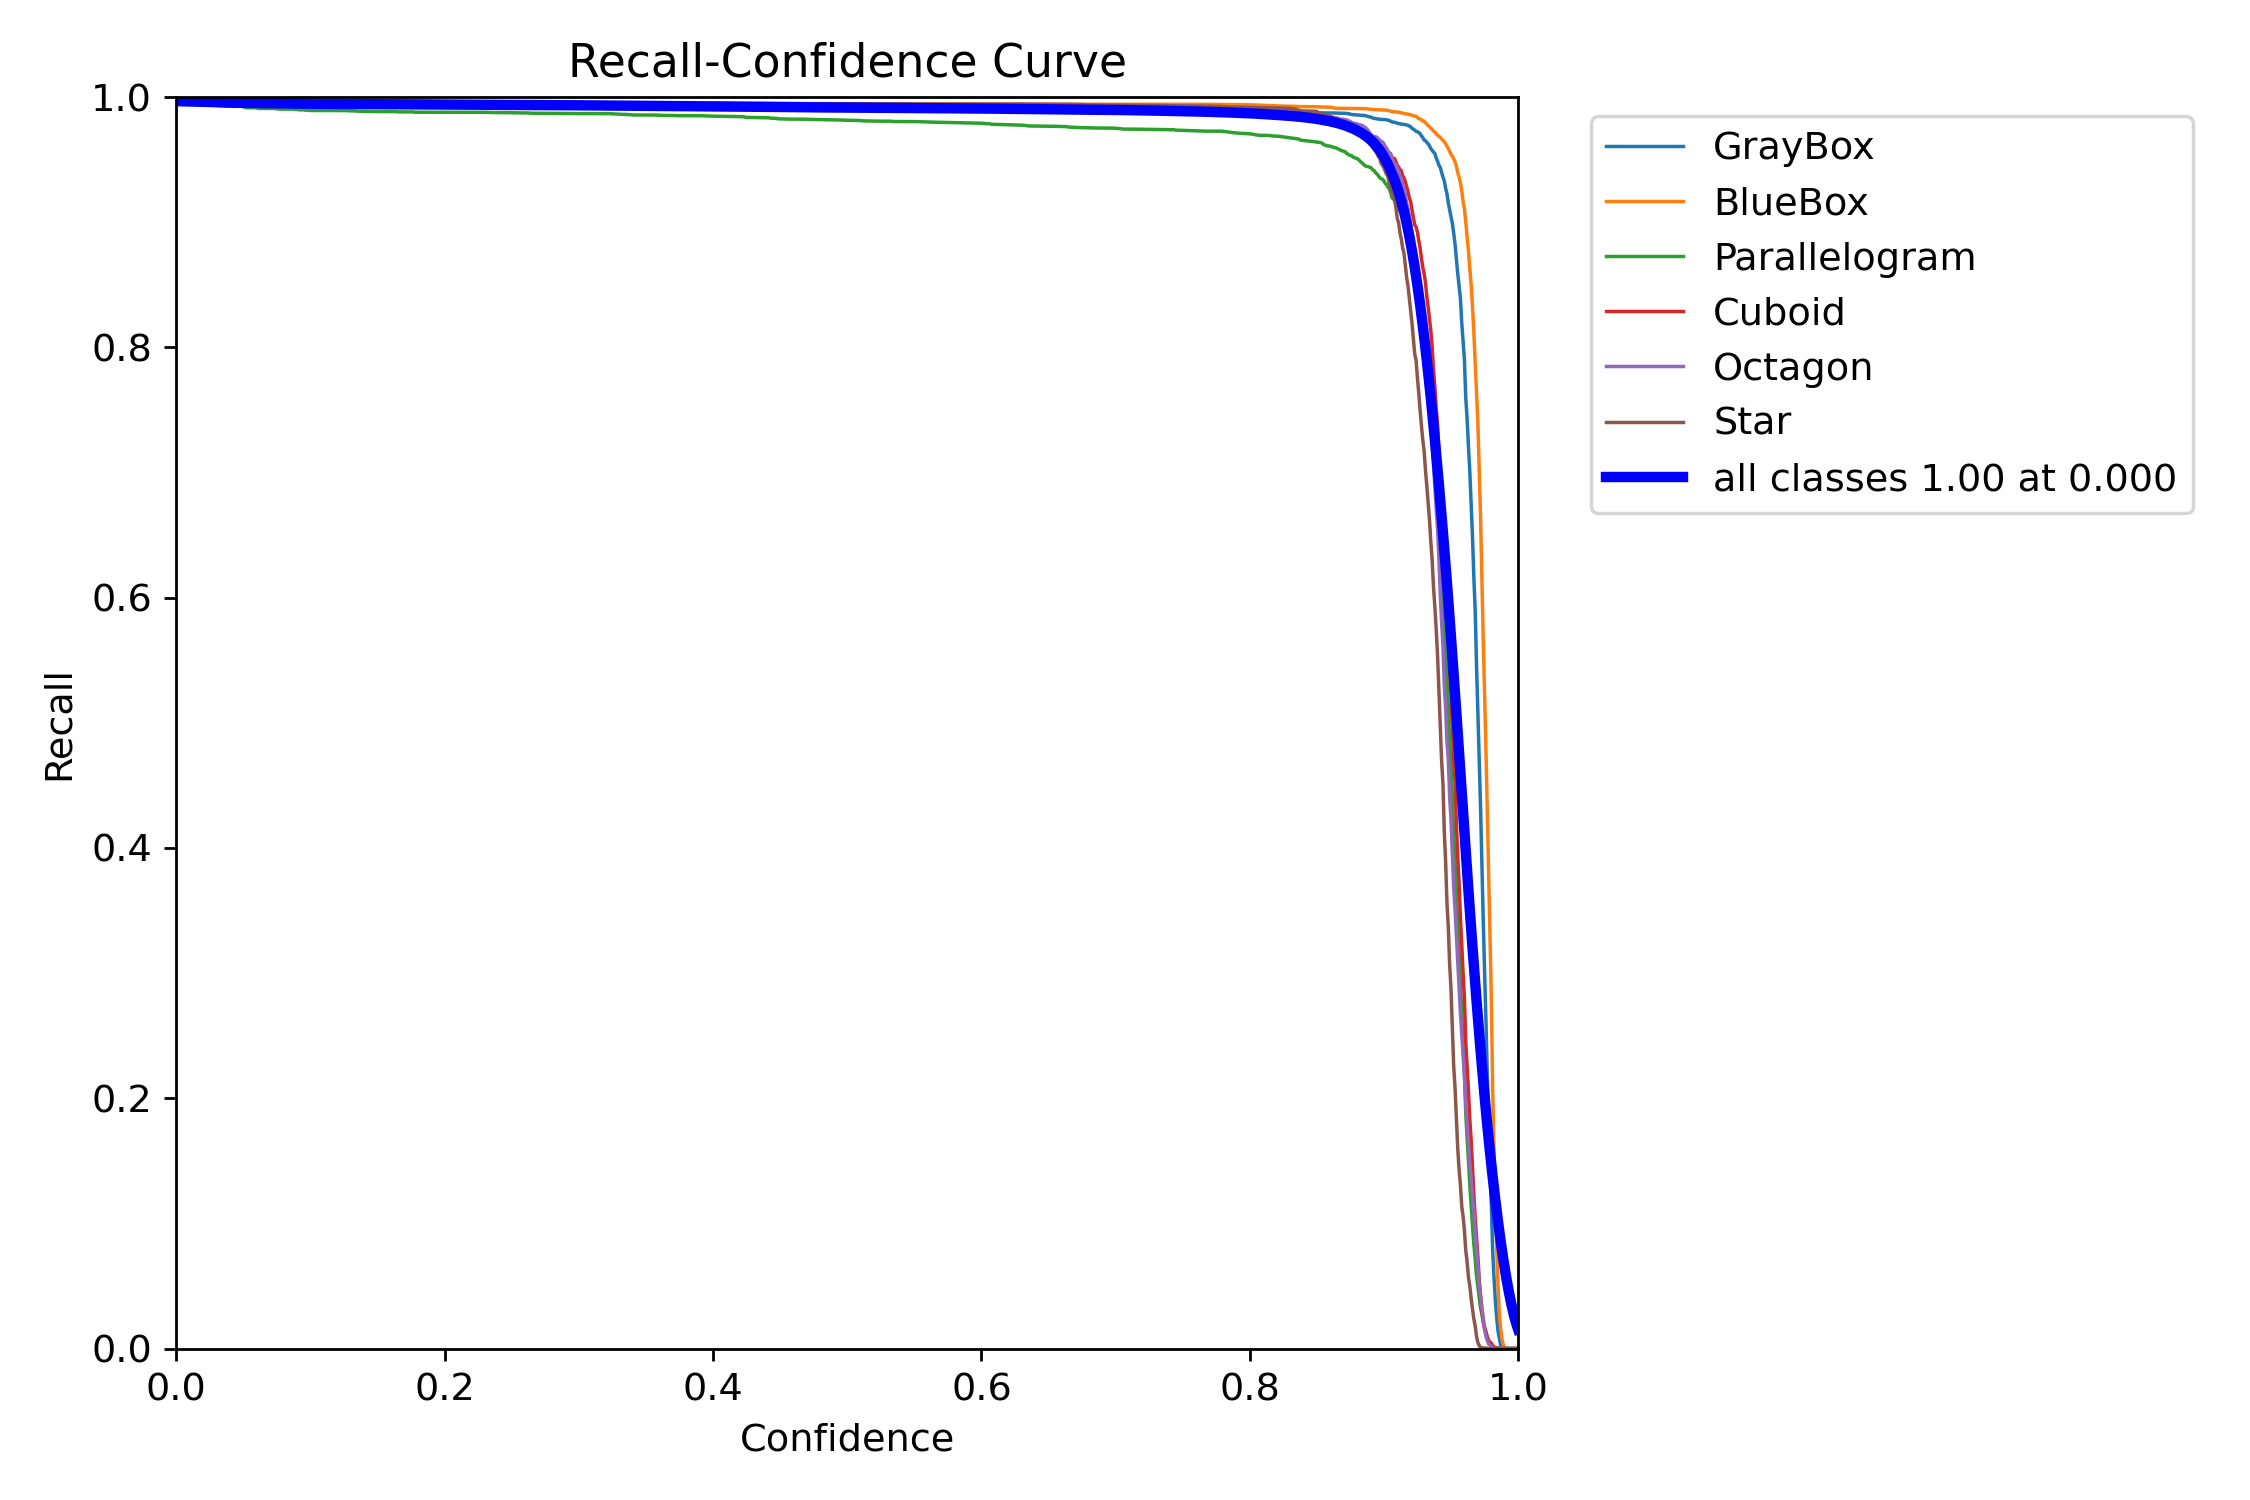 Recall-Confidence Curve
1.0
0.8
0.6
0.4
0.2
0.0
Recall
0.0 0.2 0.4 0.6 0.8 1.0
Confidence
GrayBox
BlueBox
Parallelogram
Cuboid
Octagon
Star
all classes 1.00 at 0.000